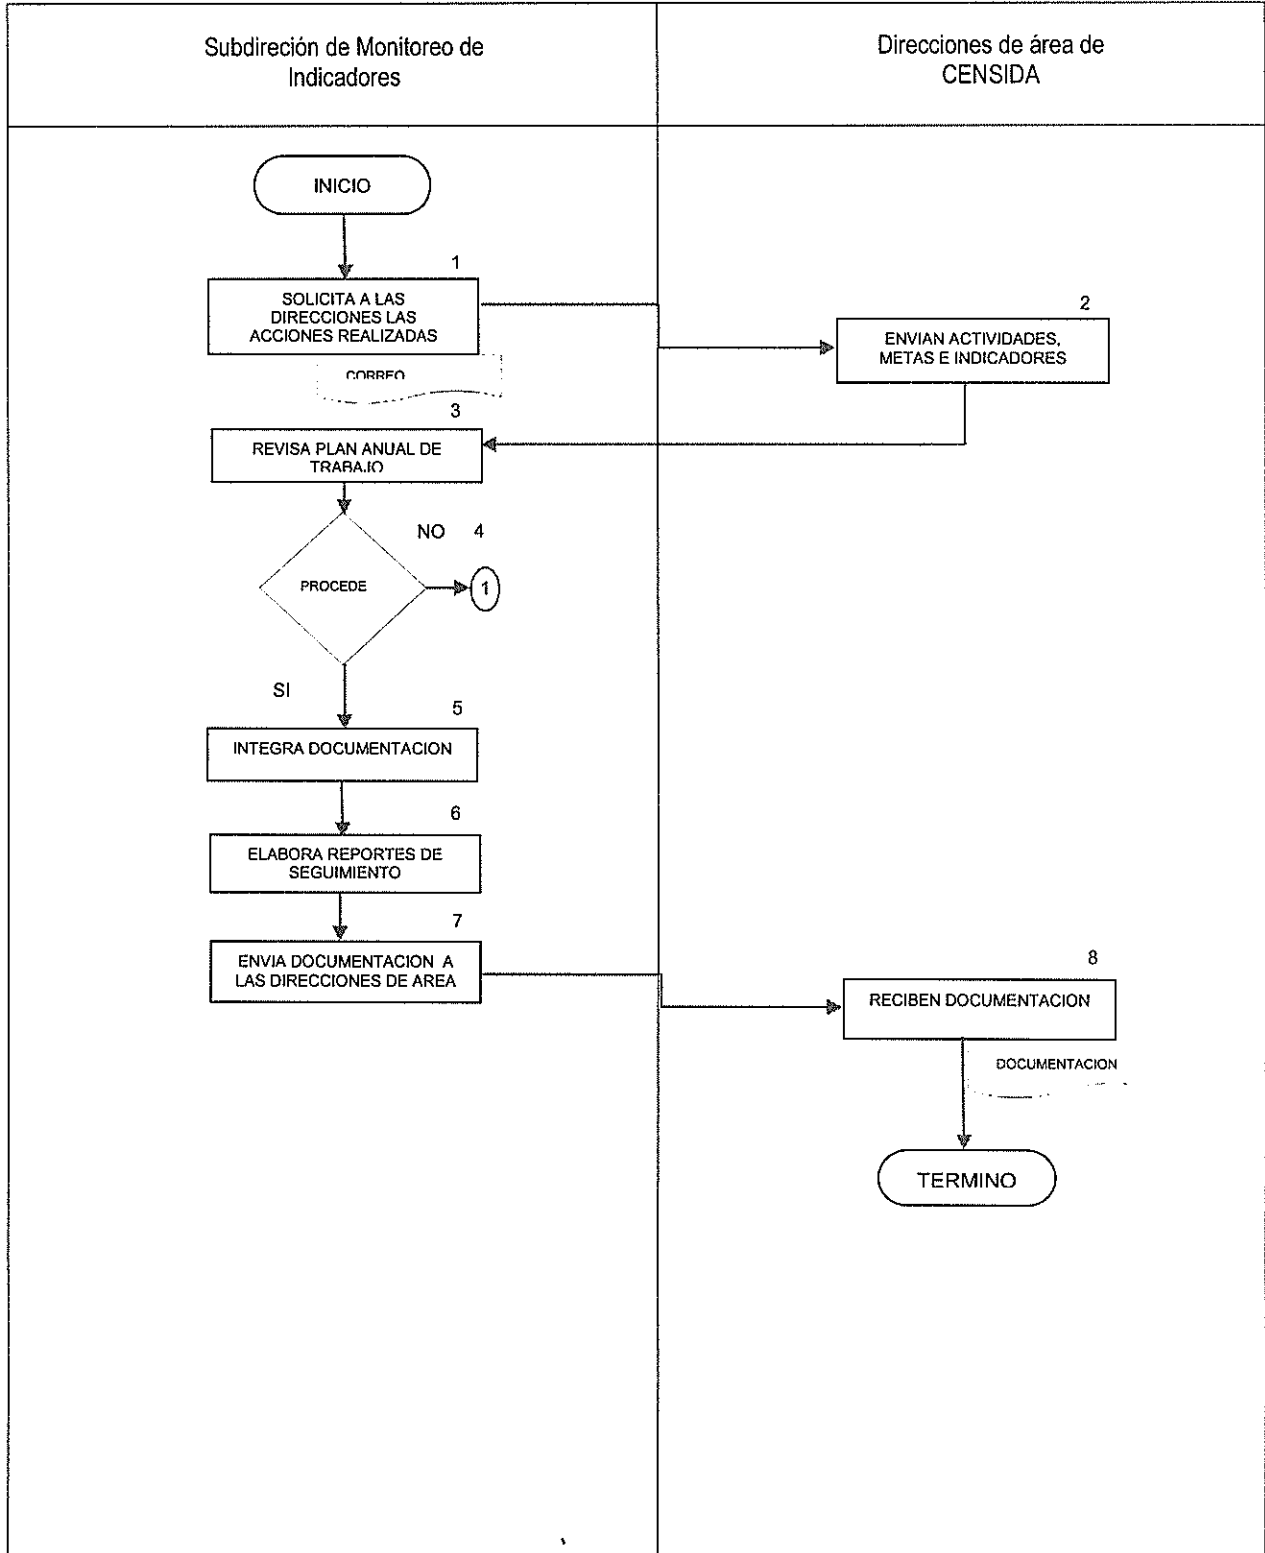 Subdireción de Monitoreo de
Indicadores
Direcciones de área de
CENSIDA
INICIO
1
SOLICITA A LAS
DIRECCIONES LAS
ACCIONES REALIZADAS
CORREO
2
ENVIAN ACTIVIDADES,
METAS E INDICADORES
3
REVISA PLAN ANUAL DE
TRABAJO
PROCEDE
NO 4
1
SI
5
INTEGRA DOCUMENTACION
6
ELABORA REPORTES DE
SEGUIMIENTO
7
ENVIA DOCUMENTACION A
LAS DIRECCIONES DE AREA
8
RECIBEN DOCUMENTACION
DOCUMENTACION
TERMINO